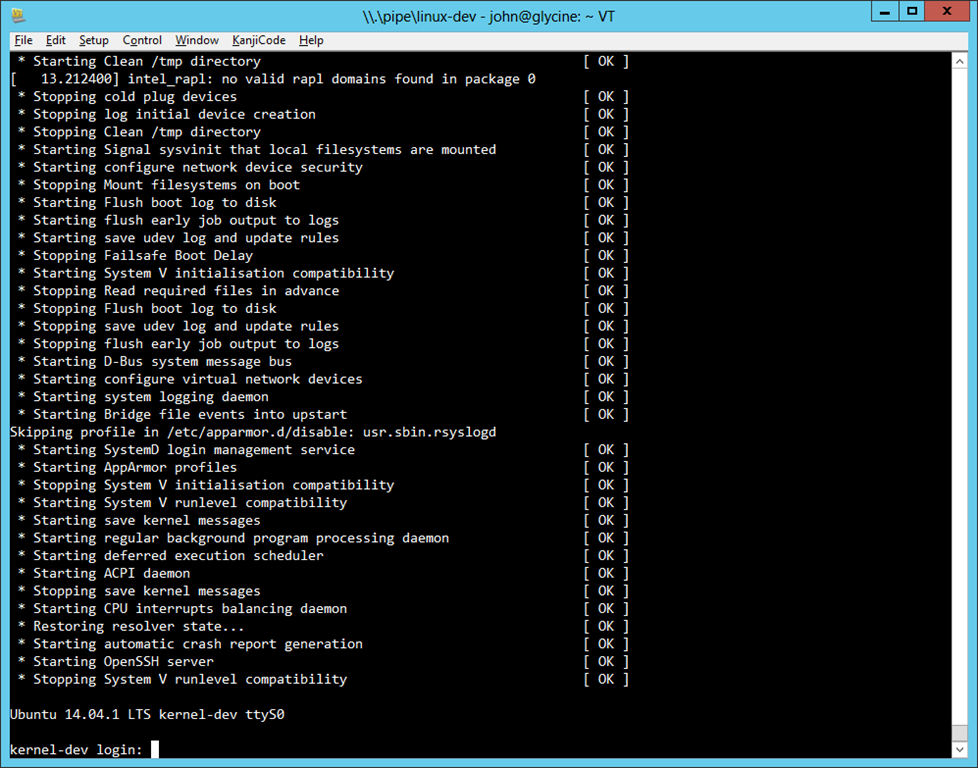 \\.\pipe\linux-dev - john@glycine: ~ VT
File Edit Setup Control Window KanjiCode Help
* Starting Clean /tmp directory [ OK ]
[ 13.212400] intel_rapl: no valid rapl domains found in package 0
* Stopping cold plug devices [ OK ]
* Stopping log initial device creation [ OK ]
* Stopping Clean /tmp directory [ OK ]
* Starting Signal sysvinit that local filesystems are mounted [ OK ]
* Starting configure network device security [ OK ]
* Stopping Mount filesystems on boot [ OK ]
* Starting Flush boot log to disk [ OK ]
* Starting flush early job output to logs [ OK ]
* Starting save udev log and update rules [ OK ]
* Stopping Failsafe Boot Delay [ OK ]
* Starting System V initialisation compatibility [ OK ]
* Stopping Read required files in advance [ OK ]
* Stopping Flush boot log to disk [ OK ]
* Stopping save udev log and update rules [ OK ]
* Stopping flush early job output to logs [ OK ]
* Starting D-Bus system message bus [ OK ]
* Starting configure virtual network devices [ OK ]
* Starting system logging daemon [ OK ]
* Starting Bridge file events into upstart [ OK ]
Skipping profile in /etc/apparmor.d/disable: usr.sbin.rsyslogd
* Starting SystemD login management service [ OK ]
* Starting AppArmor profiles [ OK ]
* Stopping System V initialisation compatibility [ OK ]
* Starting System V runlevel compatibility [ OK ]
* Starting save kernel messages [ OK ]
* Starting regular background program processing daemon [ OK ]
* Starting deferred execution scheduler [ OK ]
* Starting ACPI daemon [ OK ]
* Stopping save kernel messages [ OK ]
* Starting CPU interrupts balancing daemon [ OK ]
* Restoring resolver state... [ OK ]
* Starting automatic crash report generation [ OK ]
* Starting OpenSSH server [ OK ]
* Stopping System V runlevel compatibility [ OK ]
Ubuntu 14.04.1 LTS kernel-dev ttyS0
kernel-dev login: